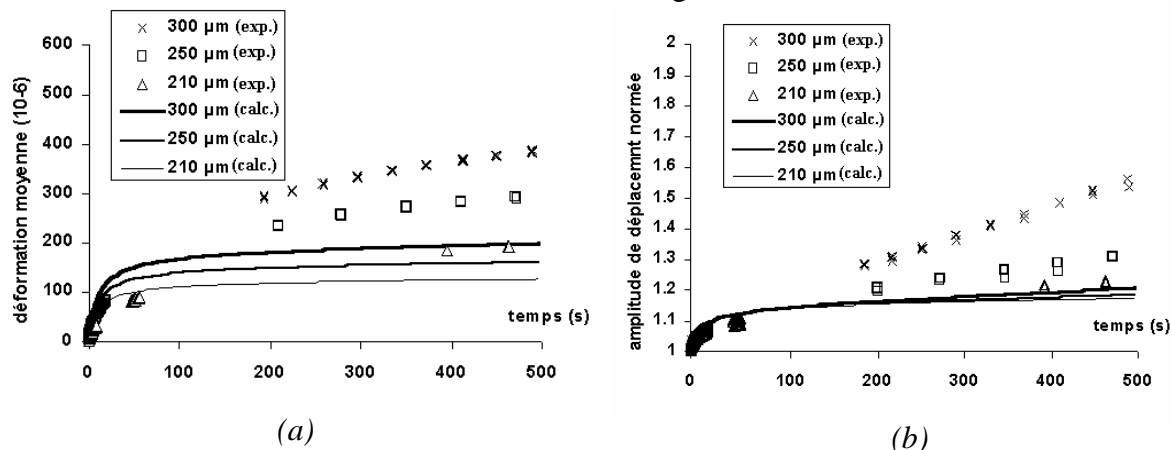 300 µm (exp.)
250 µm (exp.)
210 µm (exp.)
300 µm (calc.)
250 µm (calc.)
210 µm (calc.)
déformation moyenne (10-6)
600
500
400
300
200
100
0
temps (s)
0 100 200 300 400 500
(a)
300 µm (exp.)
250 µm (exp.)
210 µm (exp.)
300 µm (calc.)
250 µm (calc.)
210 µm (calc.)
amplitude de déplacemnt normée
2
1.9
1.8
1.7
1.6
1.5
1.4
1.3
1.2
1.1
1
temps (s)
0 100 200 300 400 500
(b)